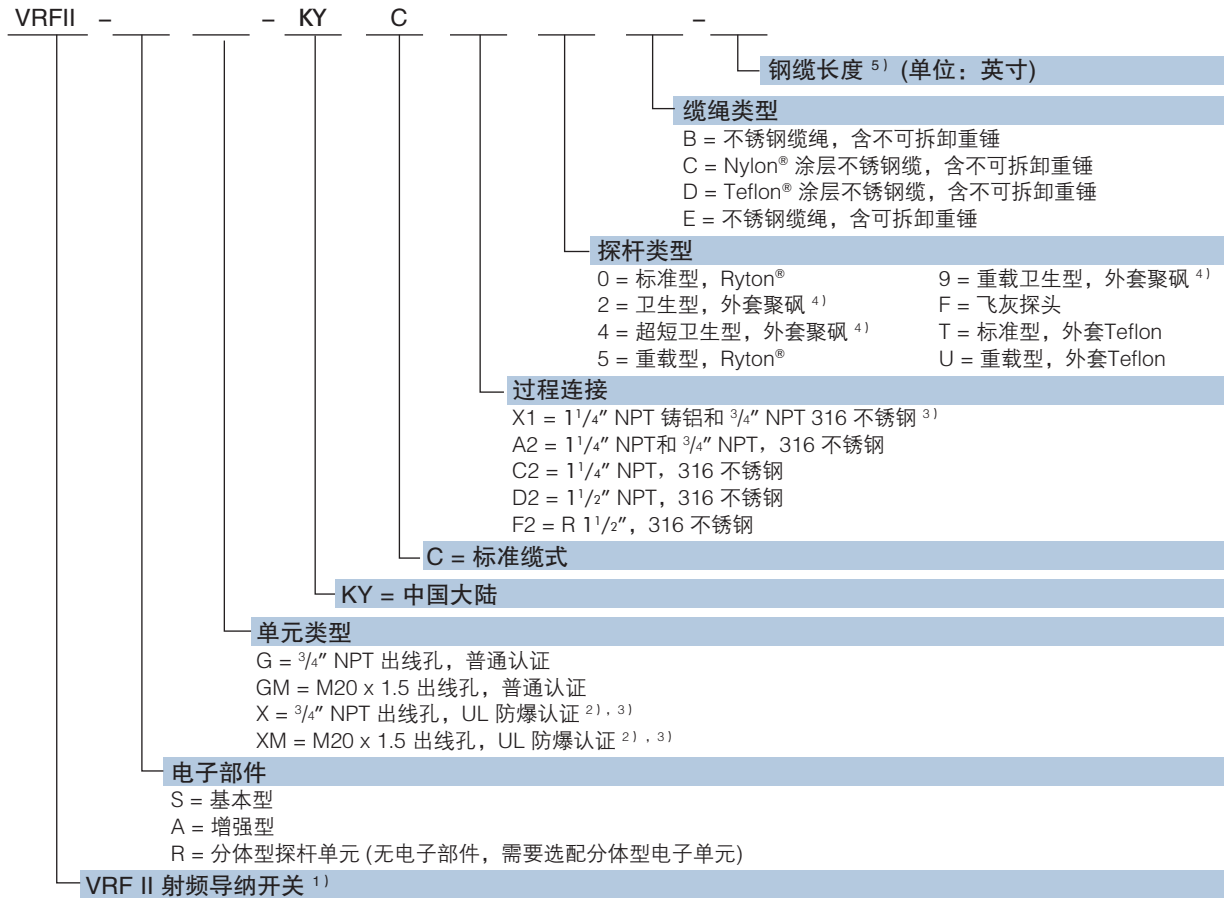 VRFII – – KY C –
钢缆长度 5) (单位：英寸)
缆绳类型
B = 不锈钢缆绳，含不可拆卸重锤
C = Nylon® 涂层不锈钢缆，含不可拆卸重锤
D = Teflon® 涂层不锈钢缆，含不可拆卸重锤
E = 不锈钢缆绳，含可拆卸重锤
探杆类型
0 = 标准型，Ryton® 9 = 重载卫生型，外套聚砜 4)
2 = 卫生型，外套聚砜 4) F = 飞灰探头
4 = 超短卫生型，外套聚砜 4) T = 标准型，外套Teflon
5 = 重载型，Ryton® U = 重载型，外套Teflon
过程连接
X1 = 1¹/₄″ NPT 铸铝和 ³/₄″ NPT 316 不锈钢 3)
A2 = 1¹/₄″ NPT和 ³/₄″ NPT，316 不锈钢
C2 = 1¹/₄″ NPT，316 不锈钢
D2 = 1¹/₂″ NPT，316 不锈钢
F2 = R 1¹/₂″，316 不锈钢
C = 标准缆式
KY = 中国大陆
单元类型
G = ³/₄″ NPT 出线孔，普通认证
GM = M20 x 1.5 出线孔，普通认证
X = ³/₄″ NPT 出线孔，UL 防爆认证 2)，3)
XM = M20 x 1.5 出线孔，UL 防爆认证 2)，3)
电子部件
S = 基本型
A = 增强型
R = 分体型探杆单元 (无电子部件，需要选配分体型电子单元)
VRF II 射频导纳开关 1)